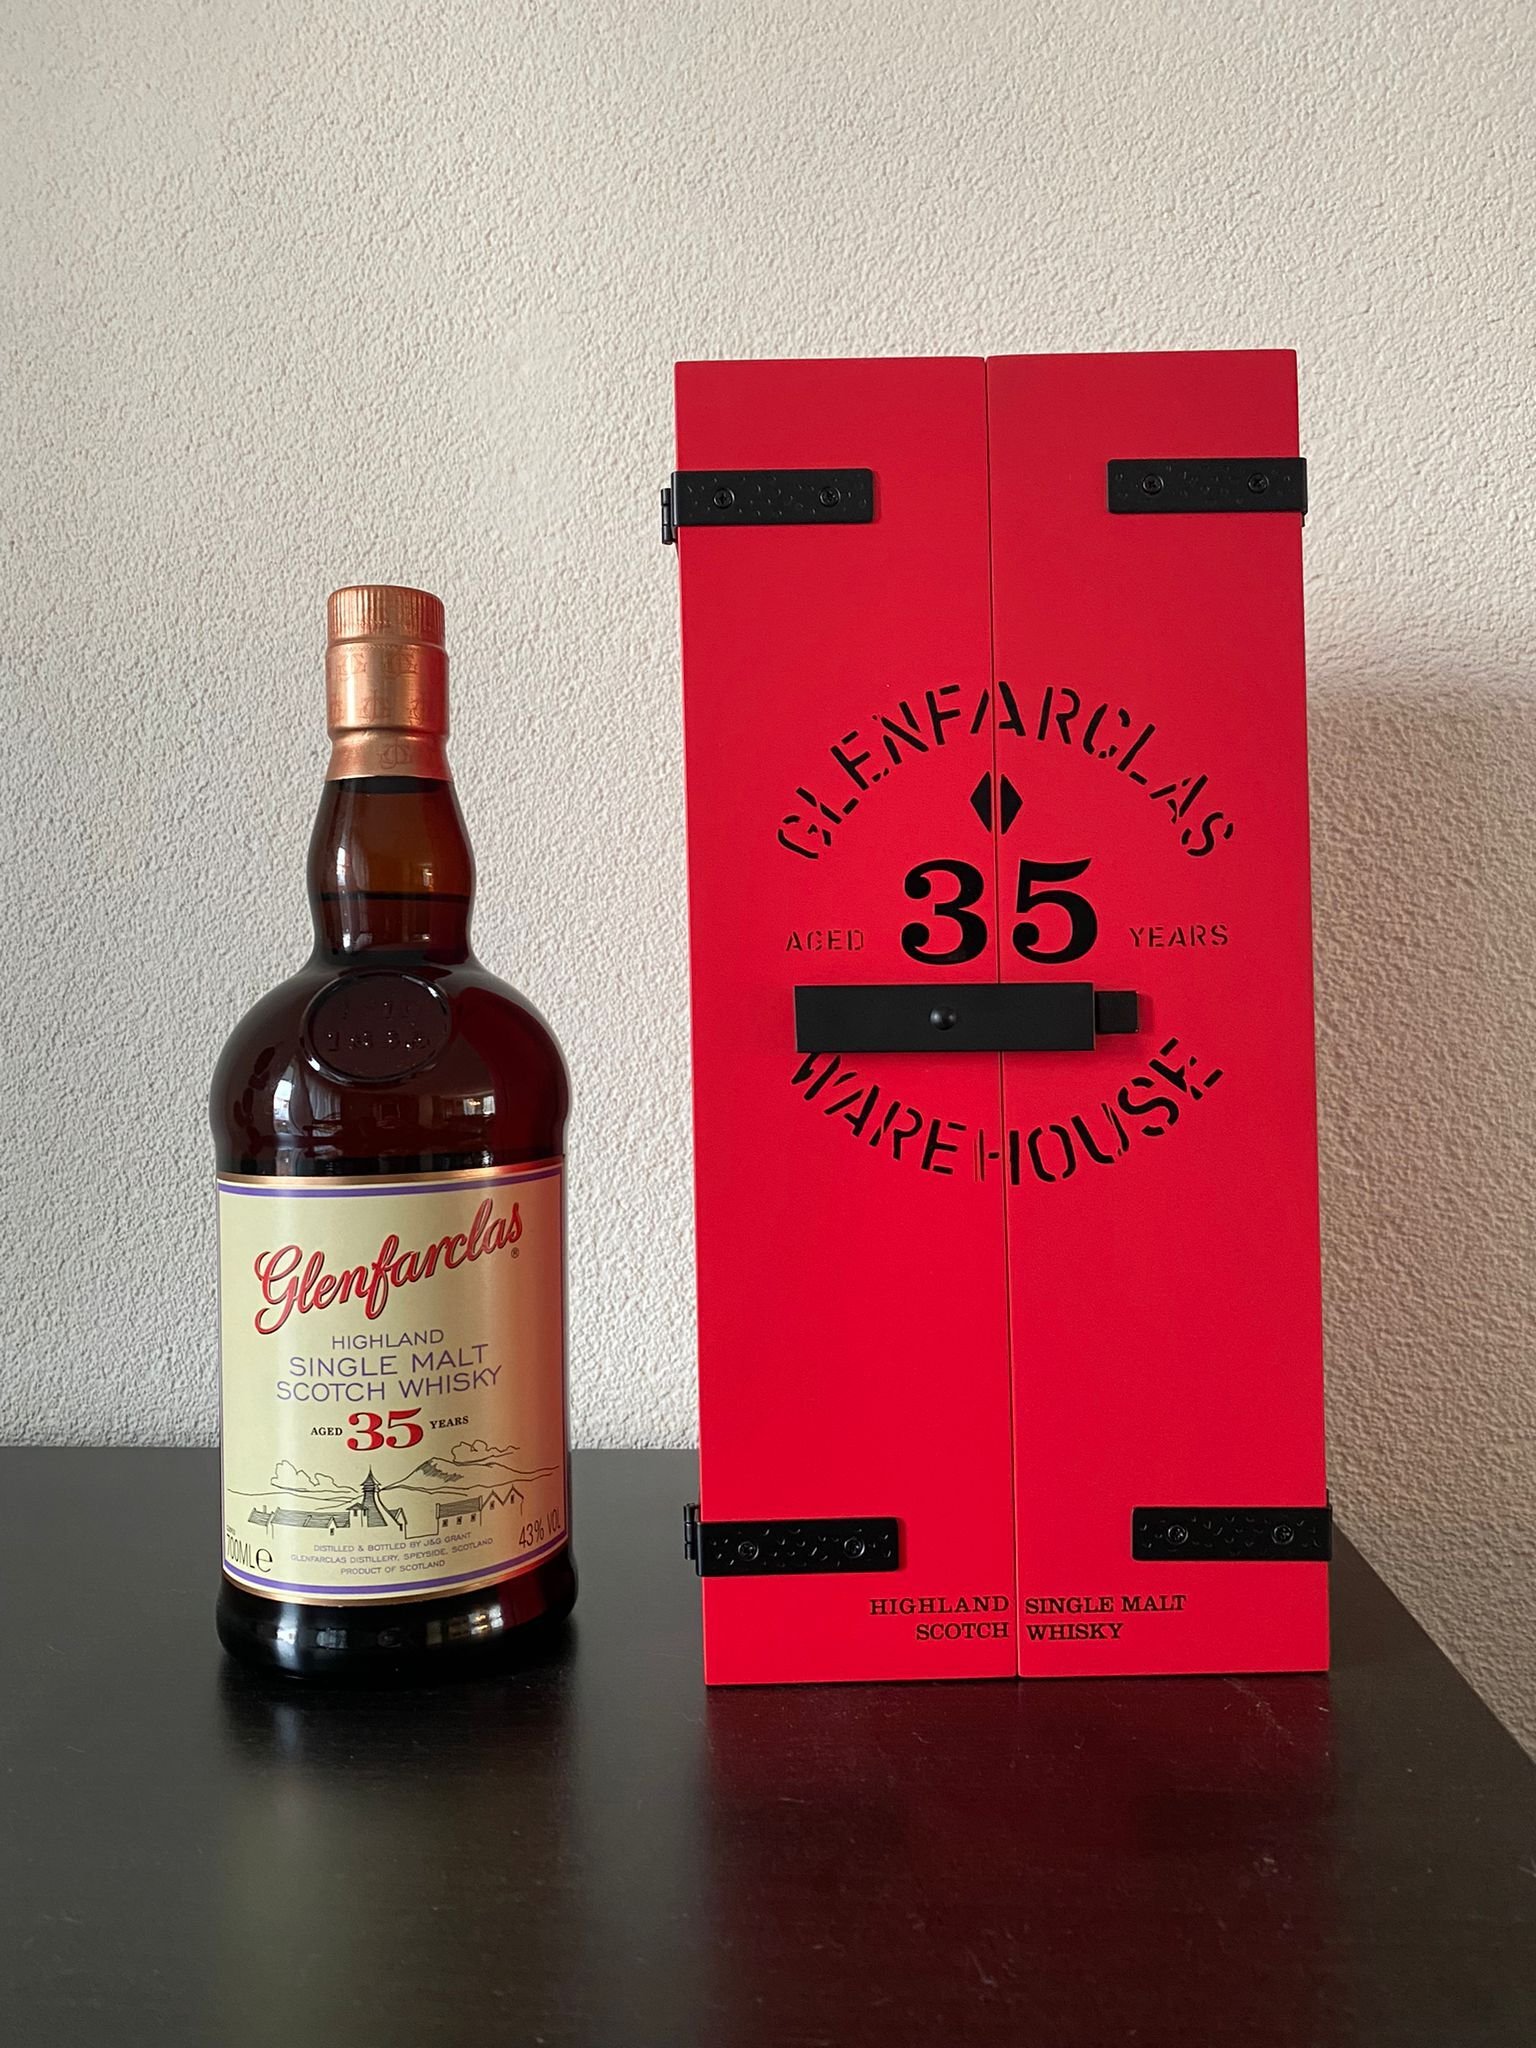 Glenfarclas®
HIGHLAND
SINGLE MALT
SCOTCH WHISKY
AGED 35 YEARS
700MLe
43% VOL
DISTILLED & BOTTLED BY J&G GRANT
GLENFARCLAS DISTILLERY, SPEYSIDE, SCOTLAND
PRODUCT OF SCOTLAND
GLENFARCLAS
AGED 35 YEARS
WAREHOUSE
HIGHLAND SINGLE MALT
SCOTCH WHISKY